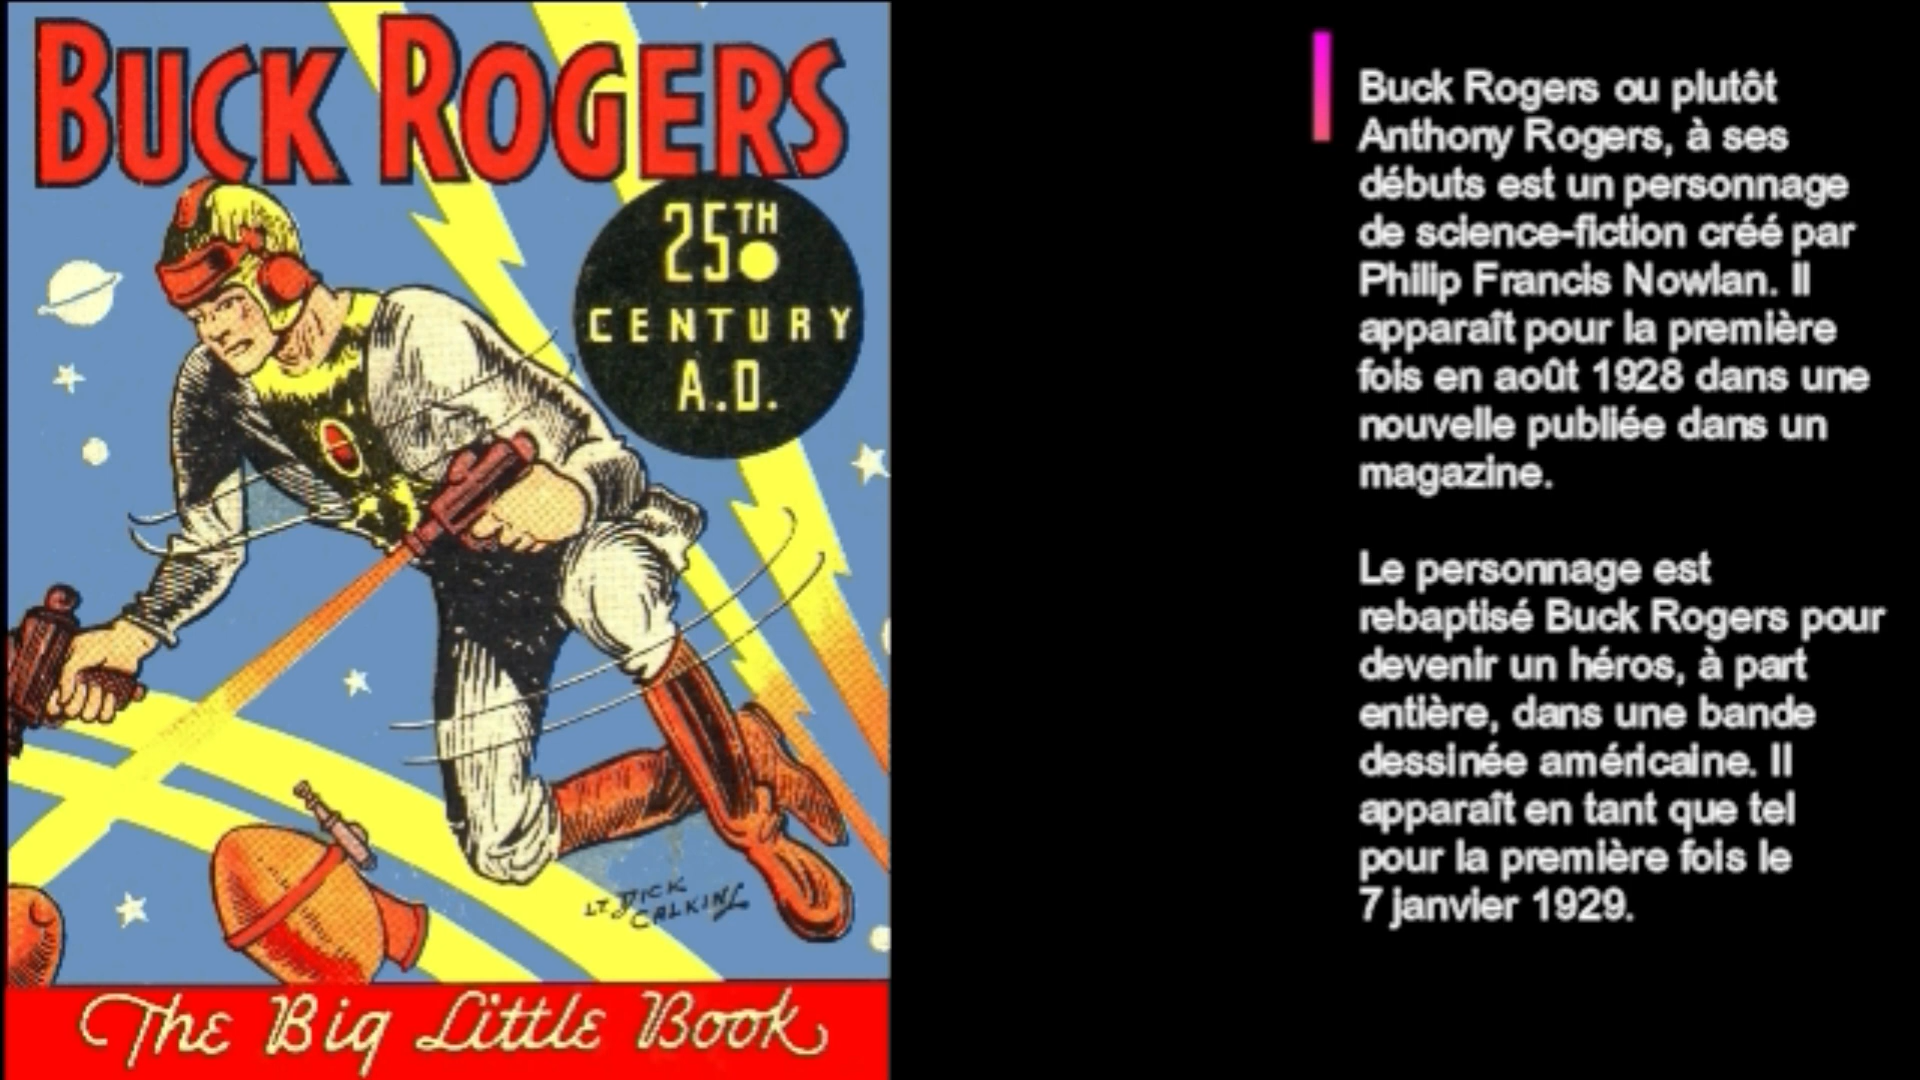 BUCK ROGERS
25TH
CENTURY
A.D.
LT. DICK
CALKINS
The Big Little Book
Buck Rogers ou plutôt
Anthony Rogers, à ses
débuts est un personnage
de science-fiction créé par
Philip Francis Nowlan. Il
apparaît pour la première
fois en août 1928 dans une
nouvelle publiée dans un
magazine.
Le personnage est
rebaptisé Buck Rogers pour
devenir un héros, à part
entière, dans une bande
dessinée américaine. Il
apparaît en tant que tel
pour la première fois le
7 janvier 1929.